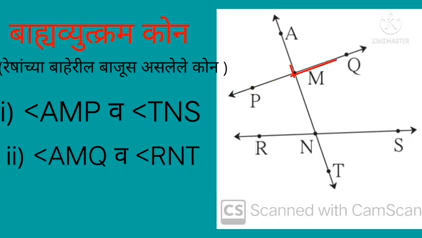 बाह्यव्युत्क्रम कोन
(रेषांच्या बाहेरील बाजूस असलेले कोन )
i) <AMP व <TNS
ii) <AMQ व <RNT
A
Q
M
P
R
N
S
T
CS Scanned with CamScan